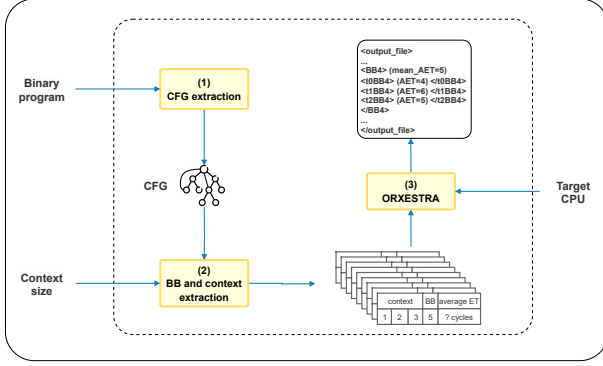 Binary
program
(1)
CFG extraction
CFG
Context
size
(2)
BB and context
extraction
<output_file>
...
<BB4> (mean_AET=5)
<t0BB4> (AET=4) </t0BB4>
<t1BB4> (AET=6) </t1BB4>
<t2BB4> (AET=5) </t2BB4>
</BB4>
...
</output_file>
(3)
ORXESTRA
Target
CPU
context BB average ET
1 2 3 5 ? cycles